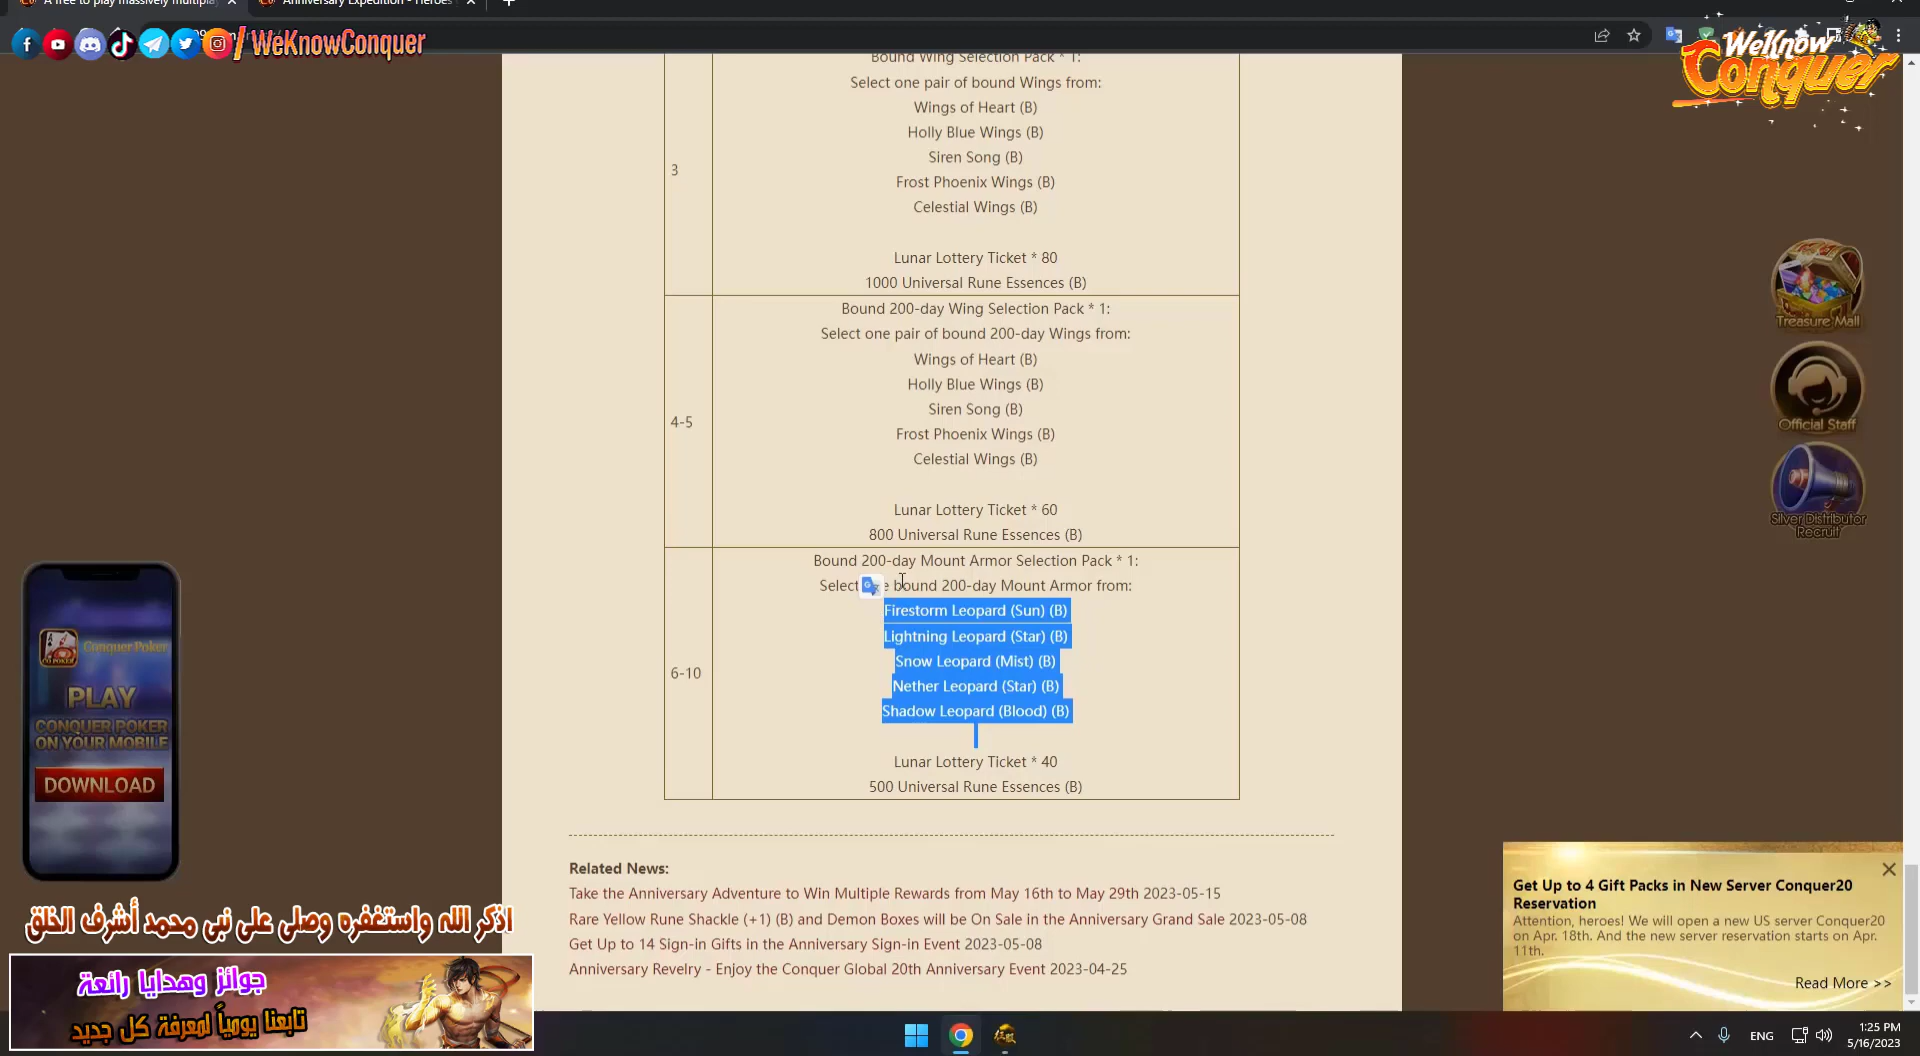 A free to play massively multipla
Anniversary Expedition - Heroes
/WeKnowConquer
WeKnow
Conquer
Bound Wing Selection Pack * 1:
Select one pair of bound Wings from:
Wings of Heart (B)
Holly Blue Wings (B)
Siren Song (B)
3
Frost Phoenix Wings (B)
Celestial Wings (B)
Lunar Lottery Ticket * 80
1000 Universal Rune Essences (B)
Bound 200-day Wing Selection Pack * 1:
Select one pair of bound 200-day Wings from:
Wings of Heart (B)
Holly Blue Wings (B)
Siren Song (B)
4-5
Frost Phoenix Wings (B)
Celestial Wings (B)
Lunar Lottery Ticket * 60
800 Universal Rune Essences (B)
Bound 200-day Mount Armor Selection Pack * 1:
Select e bound 200-day Mount Armor from:
Firestorm Leopard (Sun) (B)
Lightning Leopard (Star) (B)
Snow Leopard (Mist) (B)
6-10
Nether Leopard (Star) (B)
Shadow Leopard (Blood) (B)
Lunar Lottery Ticket * 40
500 Universal Rune Essences (B)
Related News:
Take the Anniversary Adventure to Win Multiple Rewards from May 16th to May 29th 2023-05-15
Rare Yellow Rune Shackle (+1) (B) and Demon Boxes will be On Sale in the Anniversary Grand Sale 2023-05-08
Get Up to 14 Sign-in Gifts in the Anniversary Sign-in Event 2023-05-08
Anniversary Revelry - Enjoy the Conquer Global 20th Anniversary Event 2023-04-25
Treasure Mall
Official Staff
Silver Distributor
Recruit
CO POKER
Conquer Poker
PLAY
CONQUER POKER
ON YOUR MOBILE
DOWNLOAD
اذكر الله واستغفره وصلى على نبى محمد أشرف الخلق
جوائز وهدايا رائعة
تابعنا يومياً لمعرفة كل جديد
Get Up to 4 Gift Packs in New Server Conquer20
Reservation
Attention, heroes! We will open a new US server Conquer20
on Apr. 18th. And the new server reservation starts on Apr.
11th.
Read More >>
ENG
1:25 PM
5/16/2023